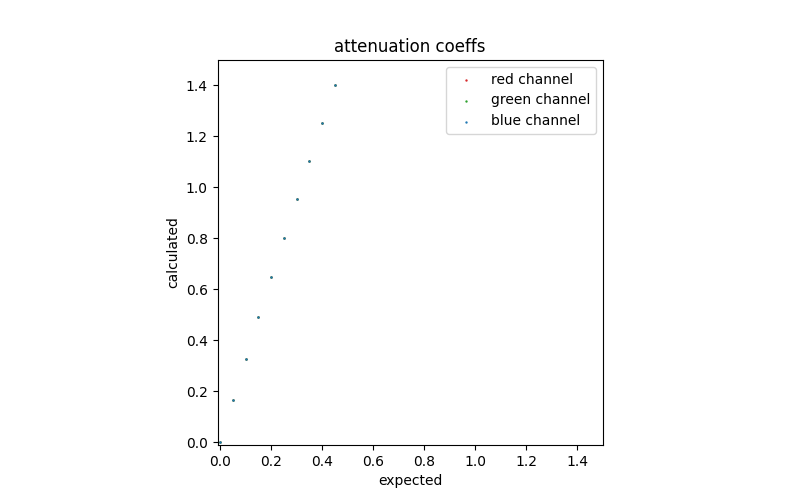 attenuation coeffs
red channel
green channel
blue channel
1.4
1.2
1.0
0.8
0.6
0.4
0.2
0.0
calculated
0.0 0.2 0.4 0.6 0.8 1.0 1.2 1.4
expected